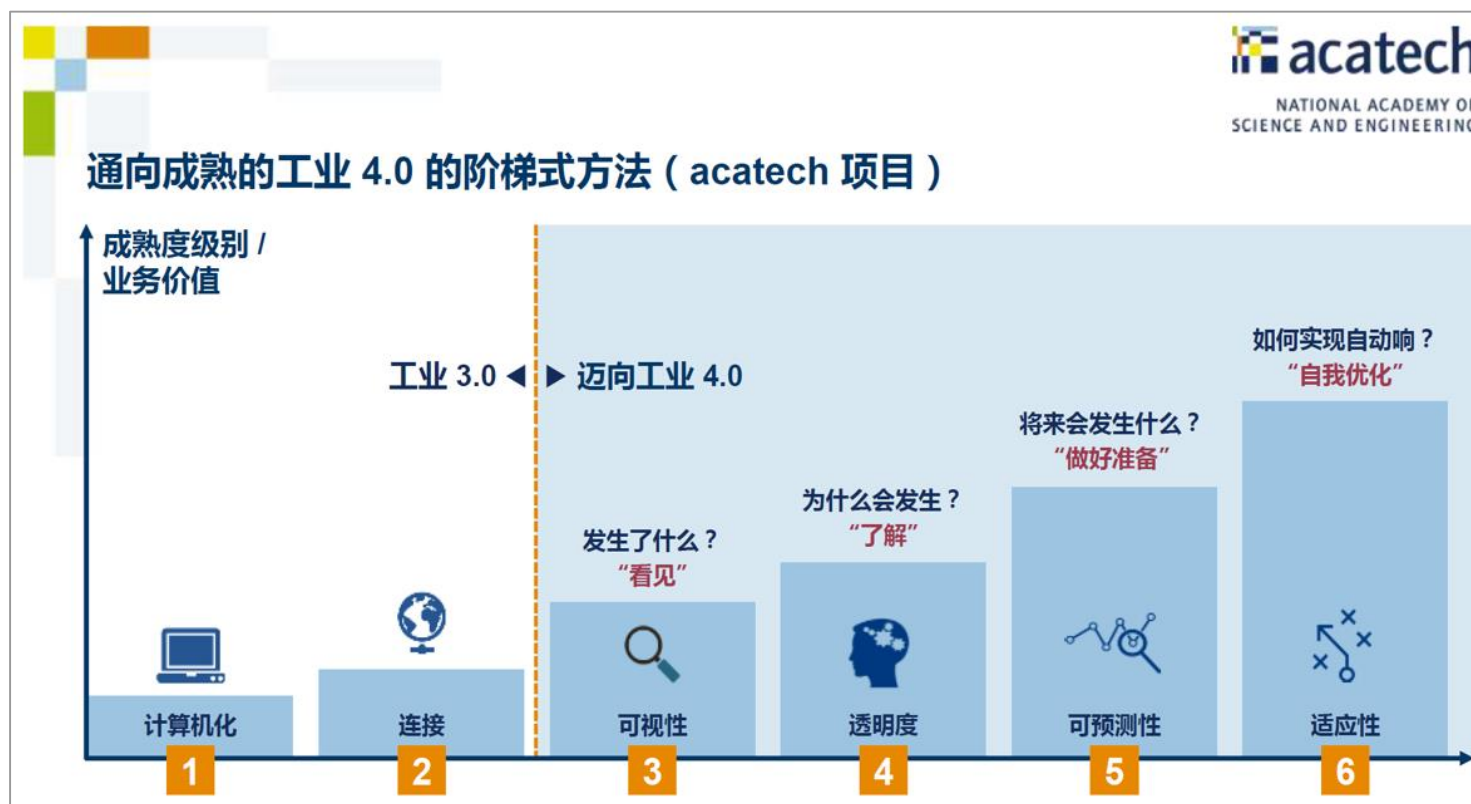 acatech
NATIONAL ACADEMY OF
SCIENCE AND ENGINEERING
通向成熟的工业 4.0 的阶梯式方法（acatech 项目）
成熟度级别 /
业务价值
工业 3.0 ◀ ▶ 迈向工业 4.0
如何实现自动响？
“自我优化”
将来会发生什么？
“做好准备”
为什么会发生？
“了解”
发生了什么？
“看见”
计算机化 连接 可视性 透明度 可预测性 适应性
1 2 3 4 5 6